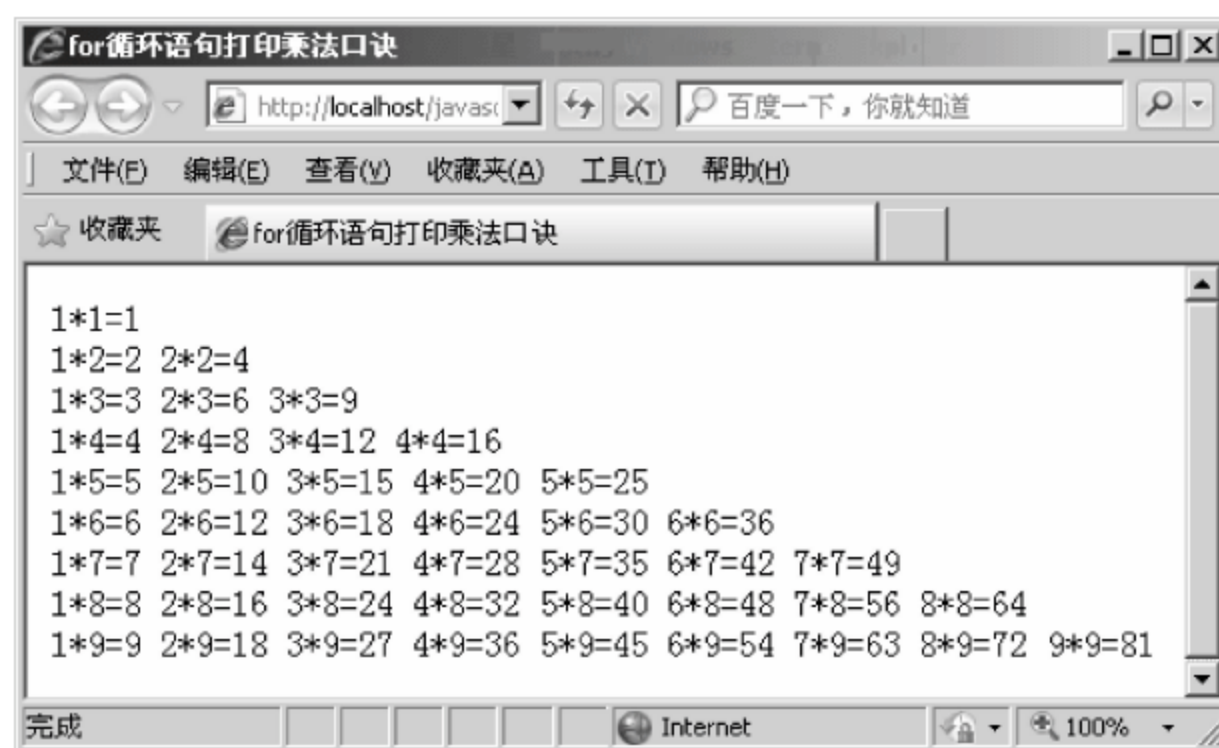 for循环语句打印乘法口诀
http://localhost/javasc
百度一下，你就知道
文件(F) 编辑(E) 查看(V) 收藏夹(A) 工具(T) 帮助(H)
收藏夹 for循环语句打印乘法口诀
1*1=1
1*2=2 2*2=4
1*3=3 2*3=6 3*3=9
1*4=4 2*4=8 3*4=12 4*4=16
1*5=5 2*5=10 3*5=15 4*5=20 5*5=25
1*6=6 2*6=12 3*6=18 4*6=24 5*6=30 6*6=36
1*7=7 2*7=14 3*7=21 4*7=28 5*7=35 6*7=42 7*7=49
1*8=8 2*8=16 3*8=24 4*8=32 5*8=40 6*8=48 7*8=56 8*8=64
1*9=9 2*9=18 3*9=27 4*9=36 5*9=45 6*9=54 7*9=63 8*9=72 9*9=81
完成 Internet 100%